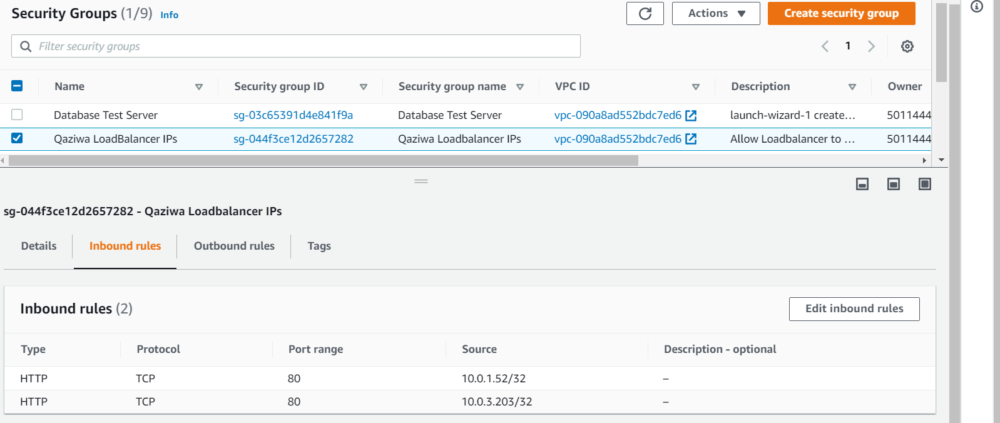 Security Groups (1/9) Info
Actions
Create security group
Filter security groups
1
Name Security group ID Security group name VPC ID Description Owner
Database Test Server sg-03c65391d4e841f9a Database Test Server vpc-090a8ad552bdc7ed6 launch-wizard-1 create... 5011444
Qaziwa LoadBalancer IPs sg-044f3ce12d2657282 Qaziwa Loadbalancer IPs vpc-090a8ad552bdc7ed6 Allow Loadbalancer to ... 5011444
sg-044f3ce12d2657282 - Qaziwa Loadbalancer IPs
Details Inbound rules Outbound rules Tags
Inbound rules (2)
Edit inbound rules
Type Protocol Port range Source Description - optional
HTTP TCP 80 10.0.1.52/32 –
HTTP TCP 80 10.0.3.203/32 –